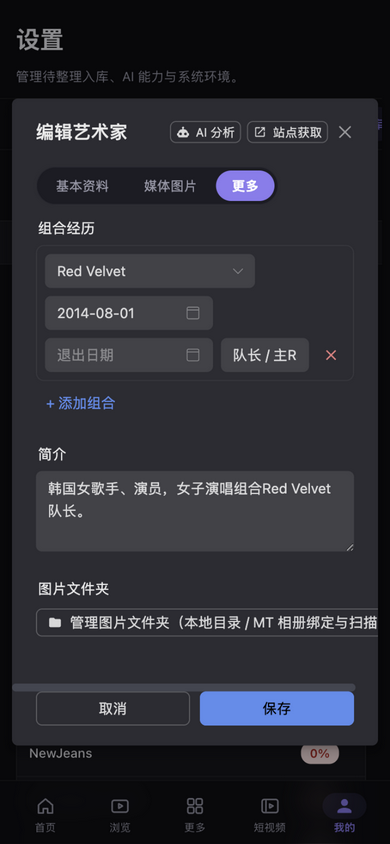 设置
管理待整理入库、AI 能力与系统环境。
编辑艺术家
AI 分析
站点获取
基本资料
媒体图片
更多
组合经历
Red Velvet
2014-08-01
退出日期
队长 / 主R
+ 添加组合
简介
韩国女歌手、演员，女子演唱组合Red Velvet
队长。
图片文件夹
管理图片文件夹（本地目录 / MT 相册绑定与扫描
取消
保存
NewJeans
0%
首页
浏览
更多
短视频
我的